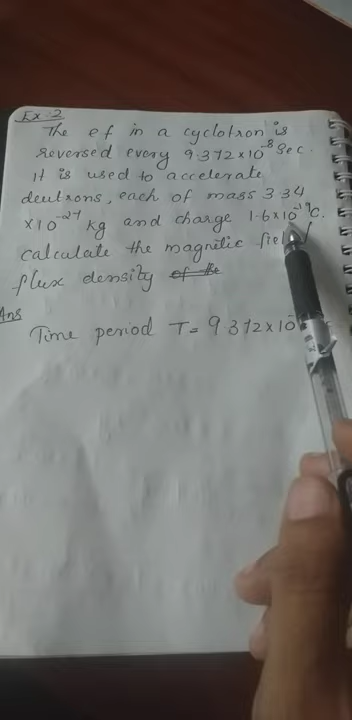 Ex-2
The ef in a cyclotron is
reversed every 9.372×10⁻⁸ Sec.
It is used to accelerate
deutrons, each of mass 3.34
×10⁻²⁷ kg and charge 1.6×10⁻¹⁹C.
calculate the magnetic field
flux density of the
Ans
Time period T = 9.372×10